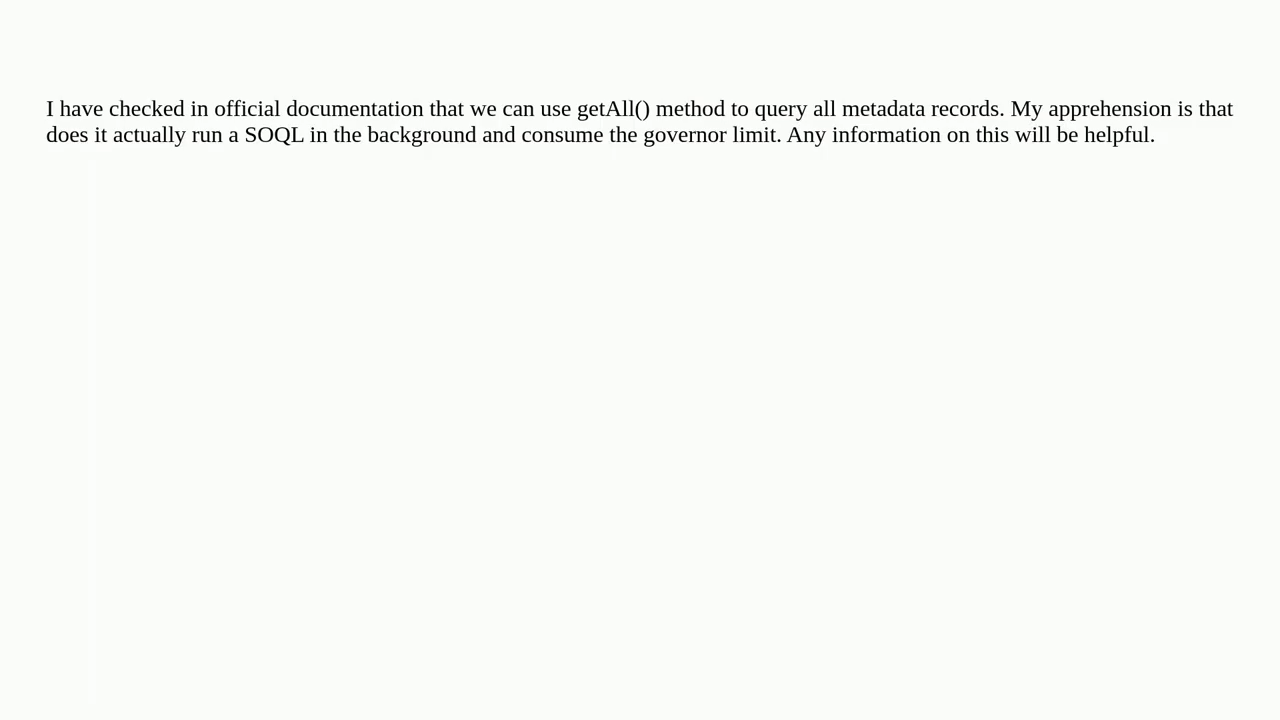 I have checked in official documentation that we can use getAll() method to query all metadata records. My apprehension is that
does it actually run a SOQL in the background and consume the governor limit. Any information on this will be helpful.